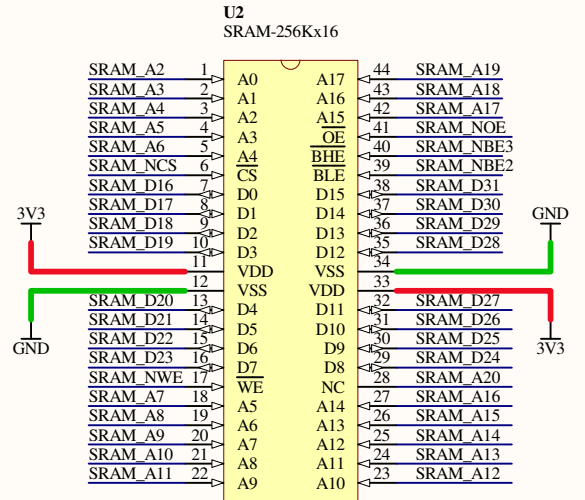 U2
SRAM-256Kx16
SRAM_A2 1 A0 A17 44 SRAM_A19
SRAM_A3 2 A1 A16 43 SRAM_A18
SRAM_A4 3 A2 A15 42 SRAM_A17
SRAM_A5 4 A3 OE 41 SRAM_NOE
SRAM_A6 5 A4 BHE 40 SRAM_NBE3
SRAM_NCS 6 CS BLE 39 SRAM_NBE2
SRAM_D16 7 D0 D15 38 SRAM_D31
SRAM_D17 8 D1 D14 37 SRAM_D30
3V3 SRAM_D18 9 D2 D13 36 SRAM_D29 GND
SRAM_D19 10 D3 D12 35 SRAM_D28
11 VDD VSS 34
12 VSS VDD 33
SRAM_D20 13 D4 D11 32 SRAM_D27
SRAM_D21 14 D5 D10 31 SRAM_D26
GND SRAM_D22 15 D6 D9 30 SRAM_D25 3V3
SRAM_D23 16 D7 D8 29 SRAM_D24
SRAM_NWE 17 WE NC 28 SRAM_A20
SRAM_A7 18 A5 A14 27 SRAM_A16
SRAM_A8 19 A6 A13 26 SRAM_A15
SRAM_A9 20 A7 A12 25 SRAM_A14
SRAM_A10 21 A8 A11 24 SRAM_A13
SRAM_A11 22 A9 A10 23 SRAM_A12